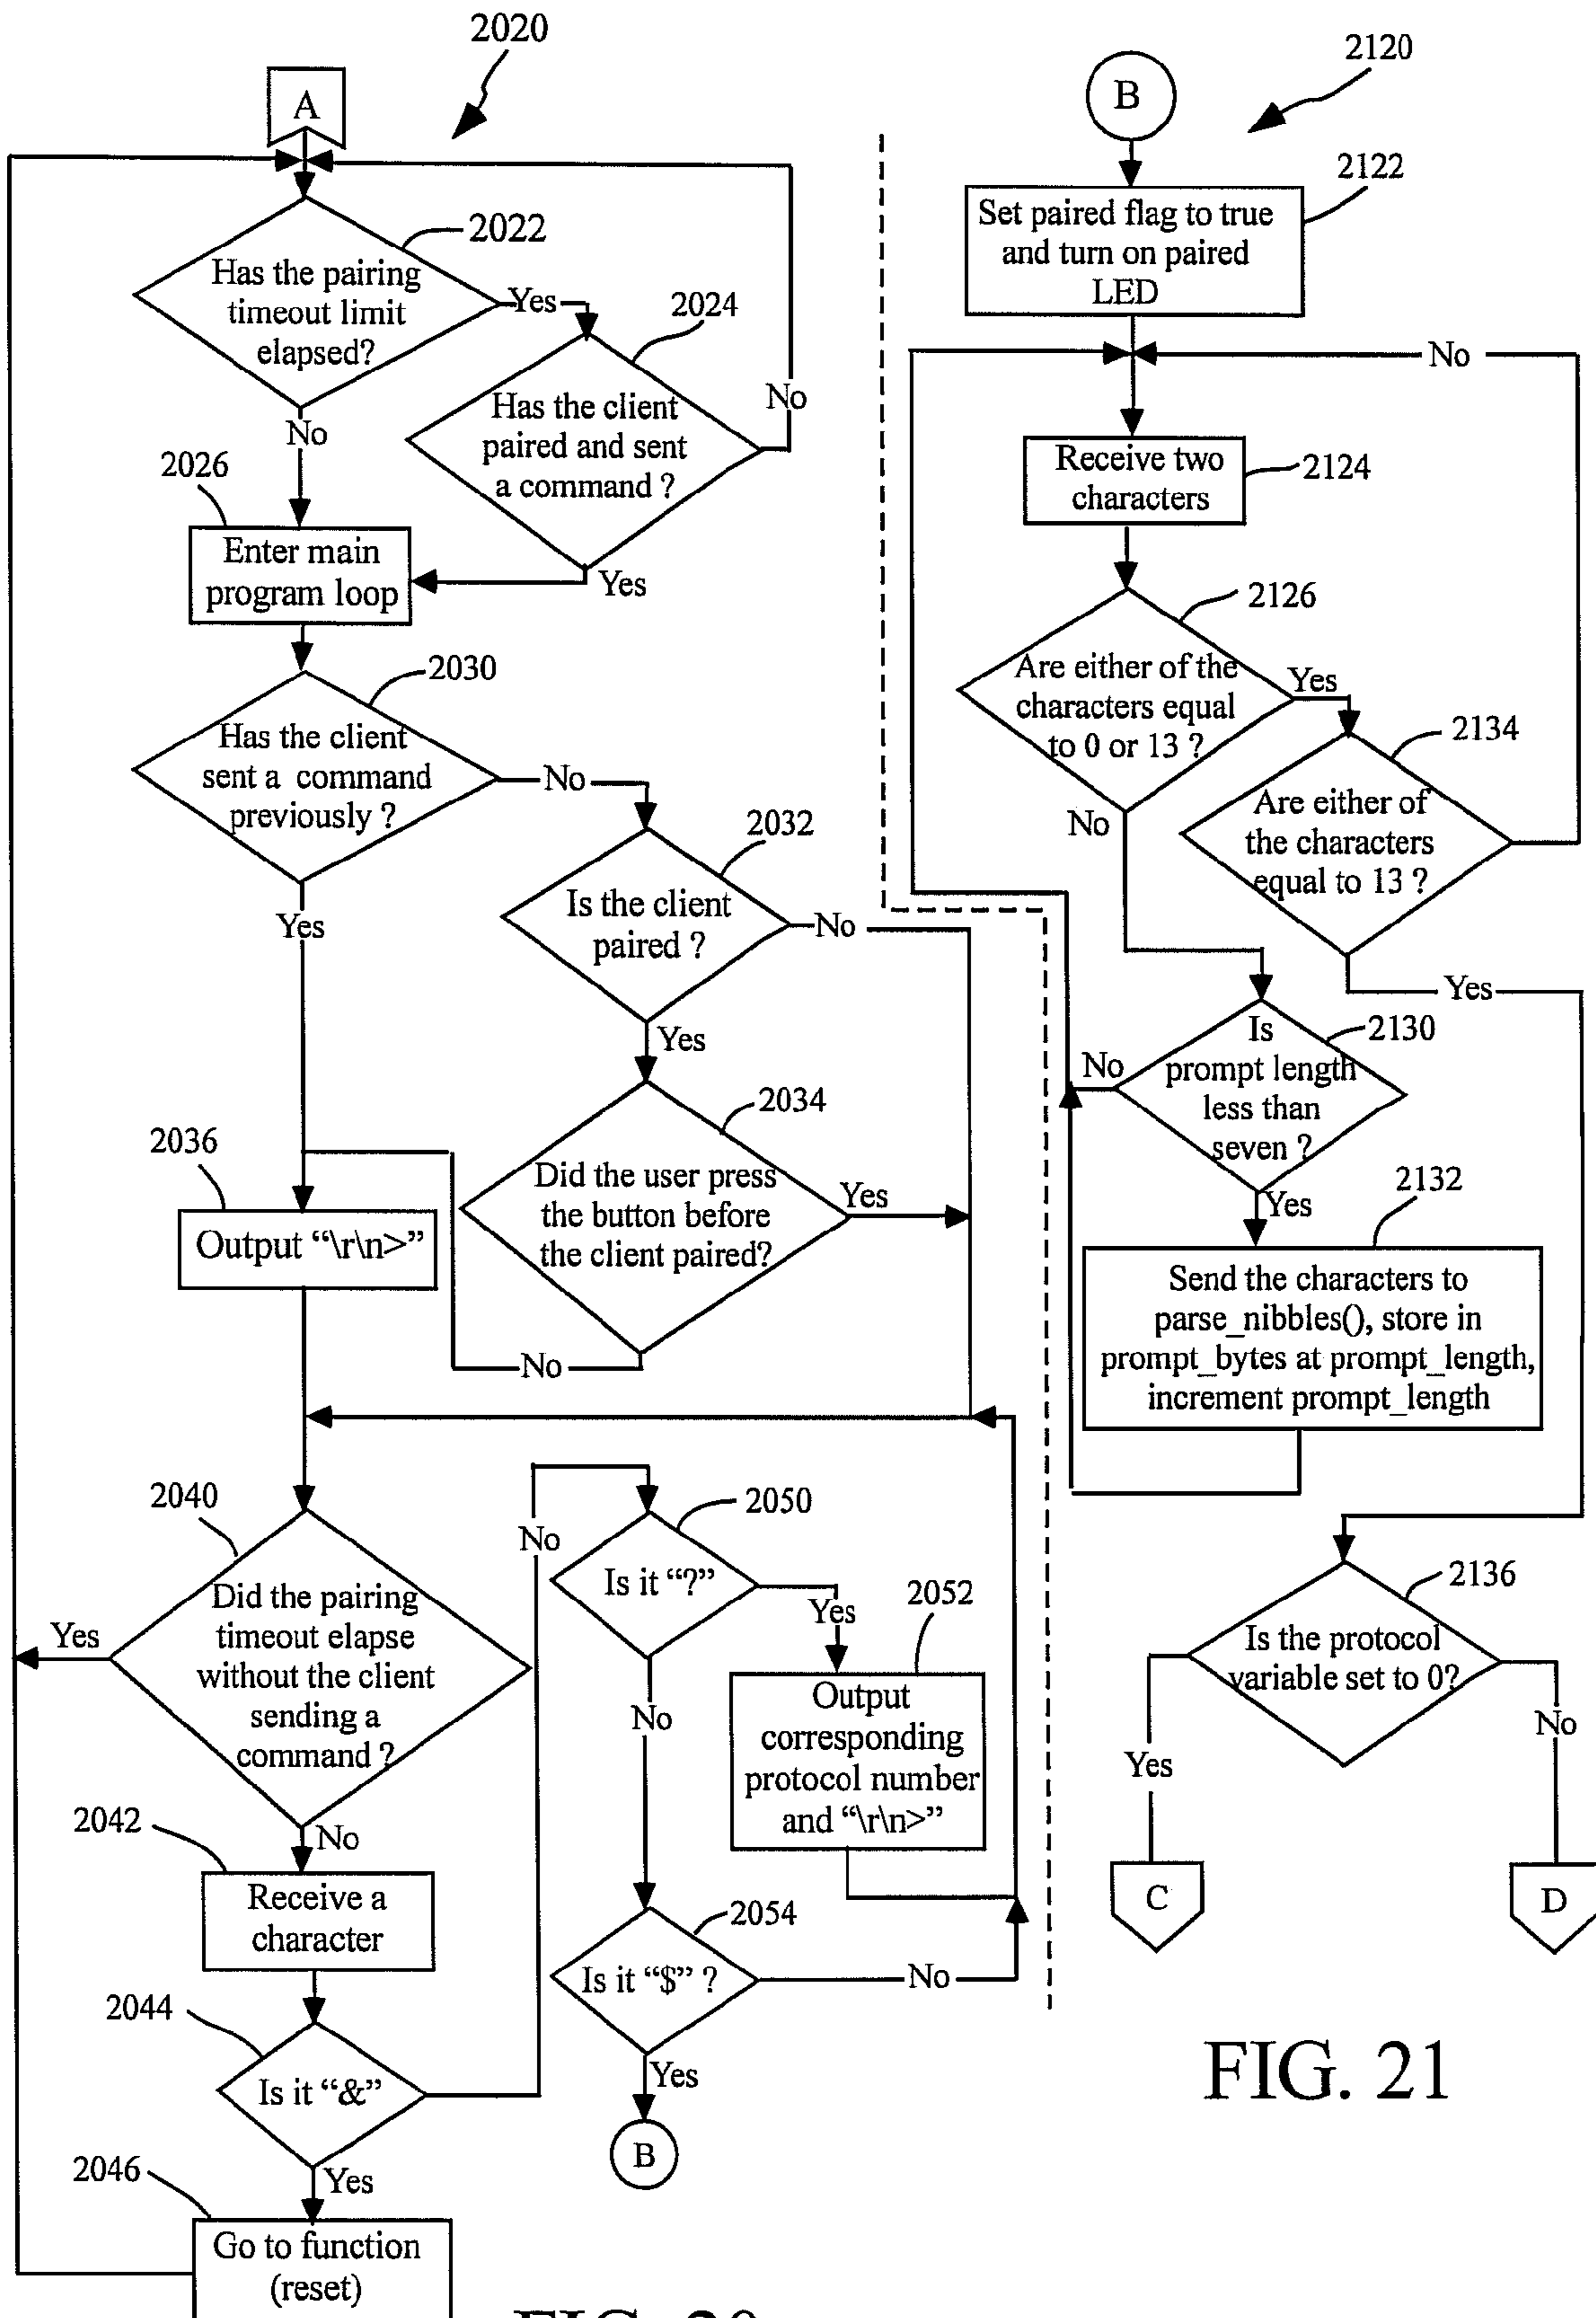 2020
A
2022
Has the pairing
timeout limit
elapsed?
Yes
2024
Has the client
paired and sent
a command ?
No
No
Yes
2026
Enter main
program loop
2030
Has the client
sent a command
previously ?
No
2032
Is the client
paired ?
No
Yes
Yes
2034
Did the user press
the button before
the client paired?
Yes
No
2036
Output “\r\n>”
2040
Did the pairing
timeout elapse
without the client
sending a
command ?
Yes
No
2042
Receive a
character
2044
Is it “&”
No
Yes
2046
Go to function
(reset)
2050
Is it “?”
Yes
2052
Output
corresponding
protocol number
and “\r\n>”
No
2054
Is it “$” ?
No
Yes
B
2120
B
2122
Set paired flag to true
and turn on paired
LED
No
Receive two
characters
2124
2126
Are either of the
characters equal
to 0 or 13 ?
Yes
No
2134
Are either of
the characters
equal to 13 ?
Yes
2130
Is
prompt length
less than
seven ?
No
Yes
2132
Send the characters to
parse_nibbles(), store in
prompt_bytes at prompt_length,
increment prompt_length
2136
Is the protocol
variable set to 0?
Yes
No
C
D
FIG. 21